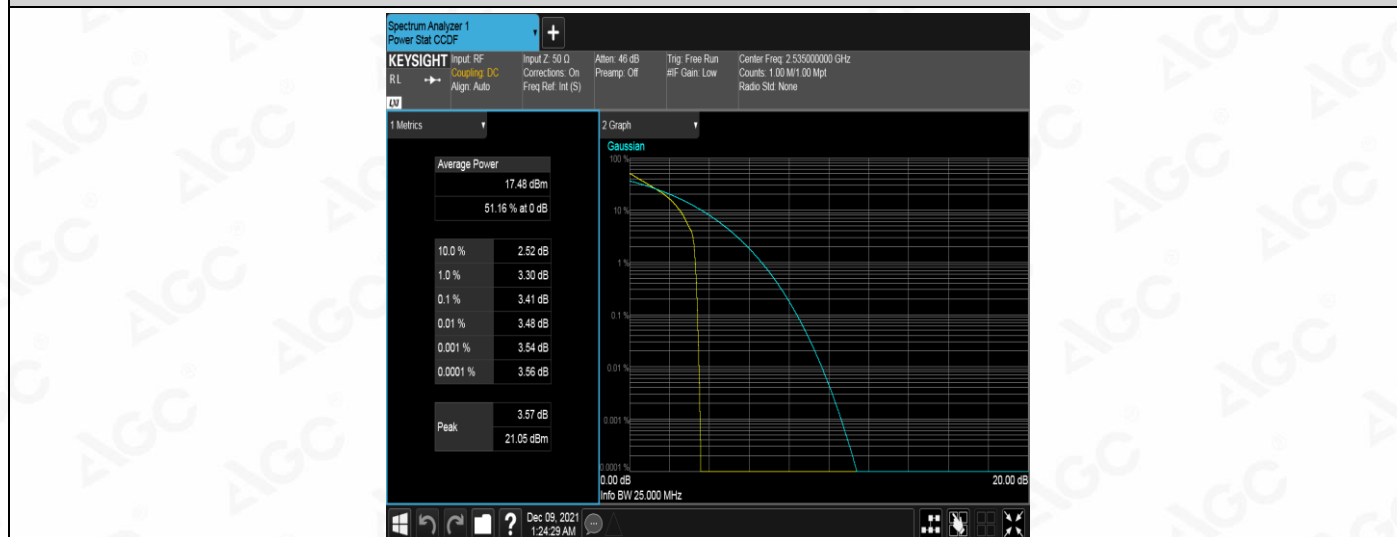 Spectrum Analyzer 1
Power Stat CCDF
+
KEYSIGHT
RL
LXI
Input: RF
Coupling: DC
Align: Auto
Input Z: 50 Ω
Corrections: On
Freq Ref: Int (S)
Atten: 46 dB
Preamp: Off
Trig: Free Run
#IF Gain: Low
Center Freq: 2.535000000 GHz
Counts: 1.00 M/1.00 Mpt
Radio Std: None
1 Metrics
Average Power
17.48 dBm
51.16 % at 0 dB
10.0 % 2.52 dB
1.0 % 3.30 dB
0.1 % 3.41 dB
0.01 % 3.48 dB
0.001 % 3.54 dB
0.0001 % 3.56 dB
Peak
3.57 dB
21.05 dBm
2 Graph
Gaussian
100 %
10 %
1 %
0.1 %
0.01 %
0.001 %
0.0001 %
0.00 dB
20.00 dB
Info BW 25.000 MHz
?
Dec 09, 2021
1:24:29 AM
AGC